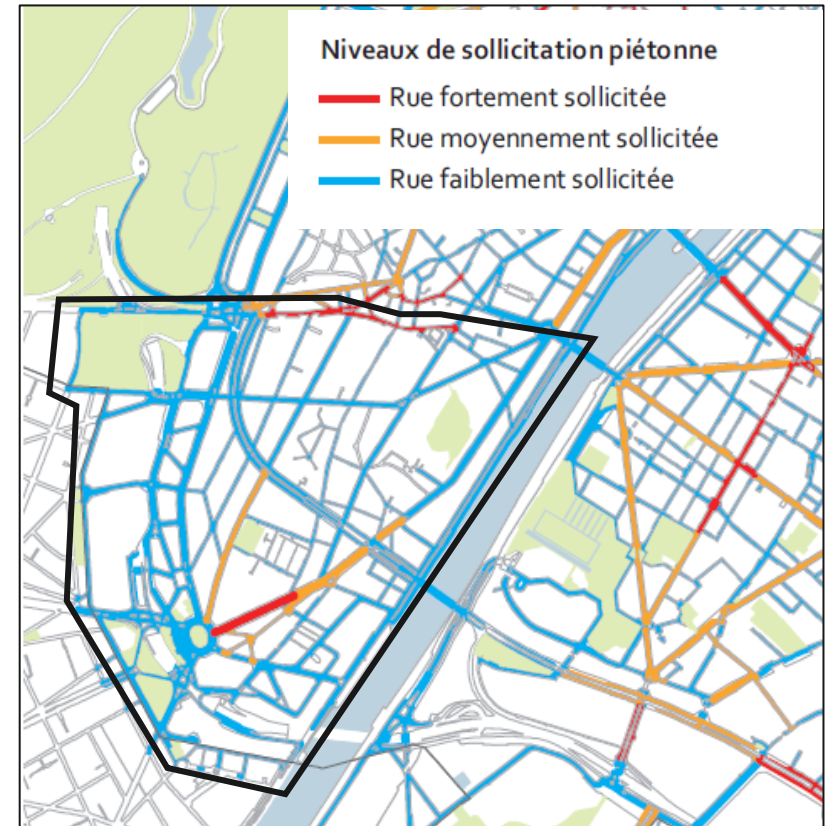 Niveaux de sollicitation piétonne
Rue fortement sollicitée
Rue moyennement sollicitée
Rue faiblement sollicitée